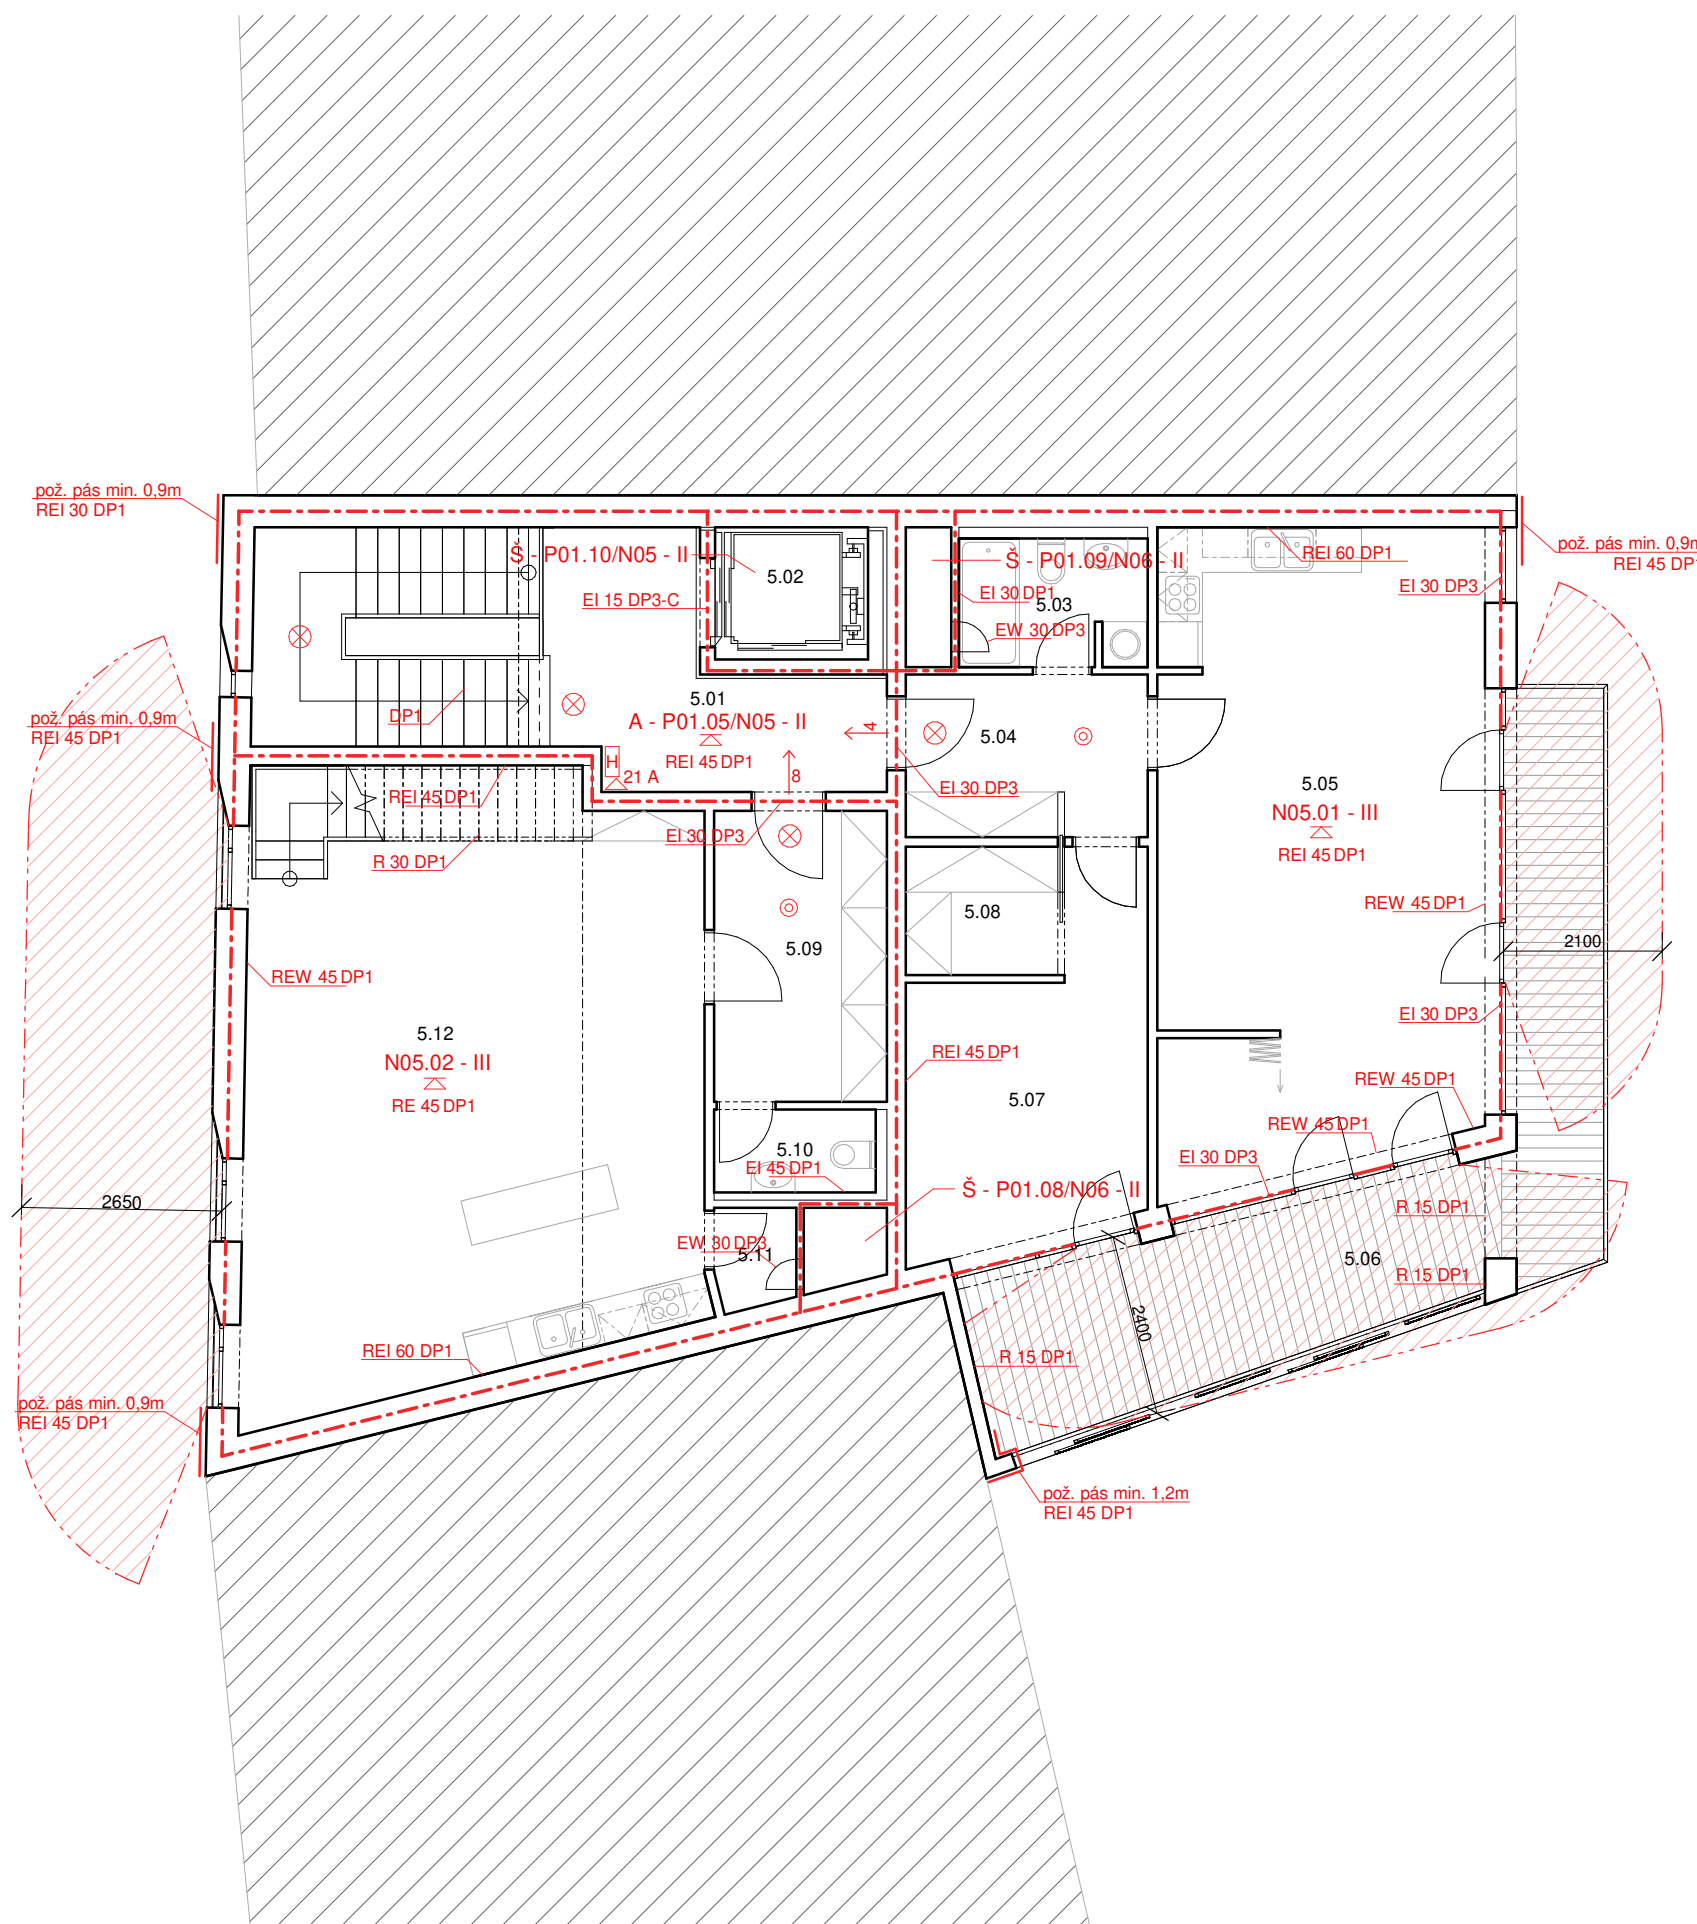 pož. pás min. 0,9m
REI 30 DP1
pož. pás min. 0,9m
REI 45 DP1
Š - P01.10/N05 - II
5.02
Š - P01.09/N06 - II
REI 60 DP1
EI 15 DP3-C
EI 30 DP1
5.03
EI 30 DP3
EW 30 DP3
pož. pás min. 0,9m
REI 45 DP1
DP1
5.01
A - P01.05/N05 - II
REI 45 DP1
4
5.04
H
21 A
8
REI 45 DP1
EI 30 DP3
EI 30 DP3
5.05
N05.01 - III
REI 45 DP1
R 30 DP1
5.08
REW 45 DP1
5.09
2100
REW 45 DP1
EI 30 DP3
5.12
N05.02 - III
RE 45 DP1
REI 45 DP1
5.07
REW 45 DP1
REW 45 DP1
5.10
EI 45 DP1
EI 30 DP3
2650
Š - P01.08/N06 - II
R 15 DP1
EW 30 DP3
5.11
5.06
R 15 DP1
2400
REI 60 DP1
R 15 DP1
pož. pás min. 0,9m
REI 45 DP1
pož. pás min. 1,2m
REI 45 DP1